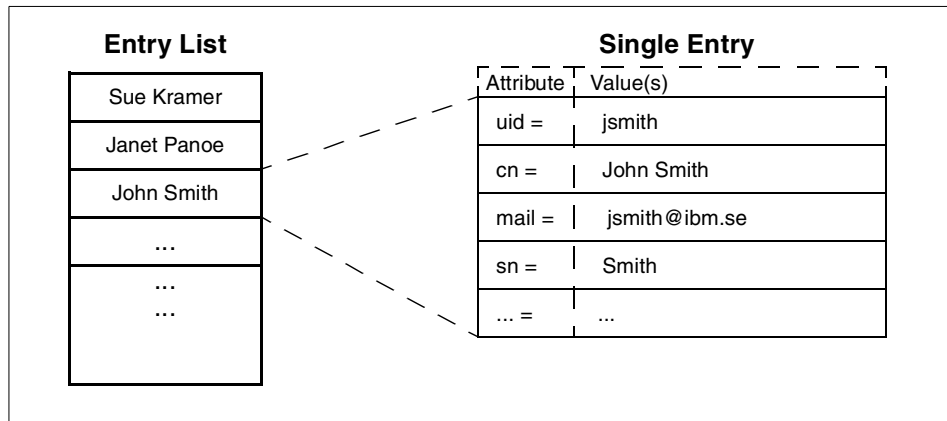 Entry List
Sue Kramer
Janet Panoe
John Smith
...
...
...
Single Entry
Attribute Value(s)
uid = jsmith
cn = John Smith
mail = jsmith@ibm.se
sn = Smith
... = ...